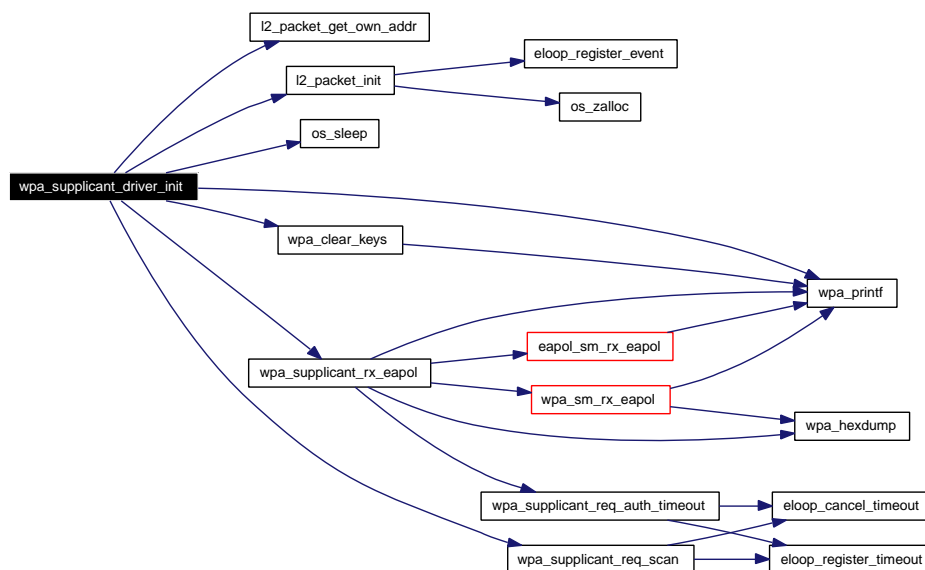 l2_packet_get_own_addr
eloop_register_event
l2_packet_init
os_zalloc
os_sleep
wpa_supplicant_driver_init
wpa_clear_keys
wpa_printf
eapol_sm_rx_eapol
wpa_supplicant_rx_eapol
wpa_sm_rx_eapol
wpa_hexdump
wpa_supplicant_req_auth_timeout
eloop_cancel_timeout
wpa_supplicant_req_scan
eloop_register_timeout